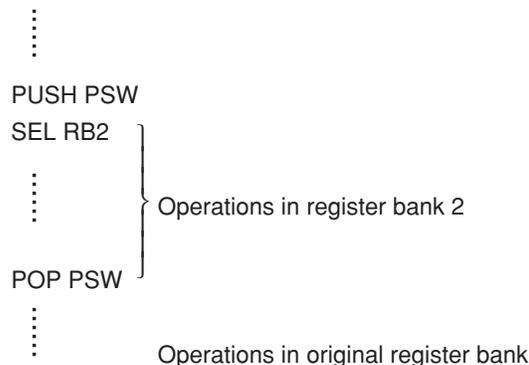 PUSH PSW
SEL RB2
Operations in register bank 2
POP PSW
Operations in original register bank